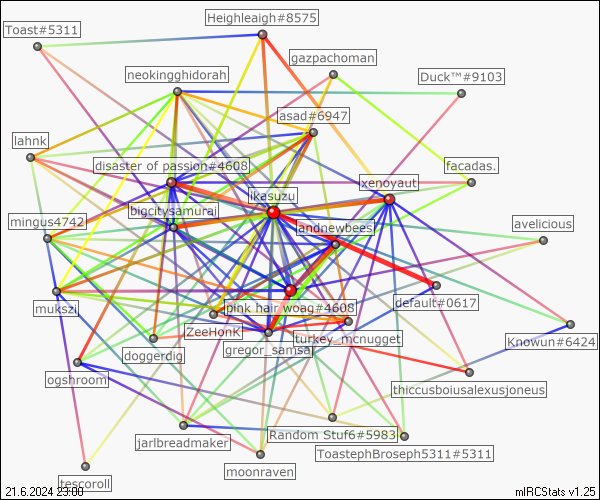 Heighleaigh#8575
Toast#5311
gazpachoman
neokingghidorah
Duck™#9103
asad#6947
lahnk
disaster of passion#4608
facadas.
xenoyaut
ikasuzu
bigcitysamurai
mingus4742
andnewbees
avelicious
default#0617
mukszi
pink hair woag#4608
ZeeHonK
turkey_mcnugget
Knowun#6424
gregor_samsaj
doggerdig
ogshroom
thiccusboiusalexusjoneus
Random Stuf6#5983
jarlbreadmaker
ToastephBroseph5311#5311
moonraven
tescoroll
21.6.2024 23:00
mIRCStats v1.25